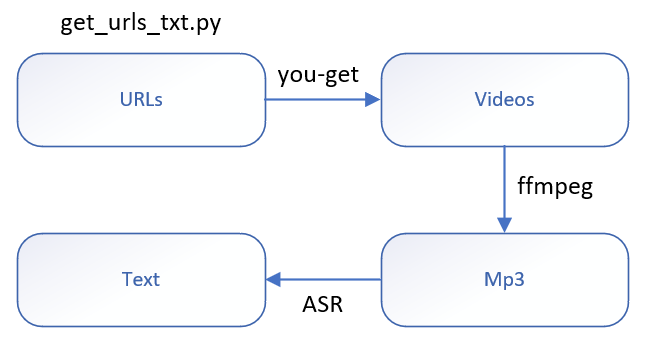 get_urls_txt.py
URLs
you-get
Videos
ffmpeg
Text
ASR
Mp3